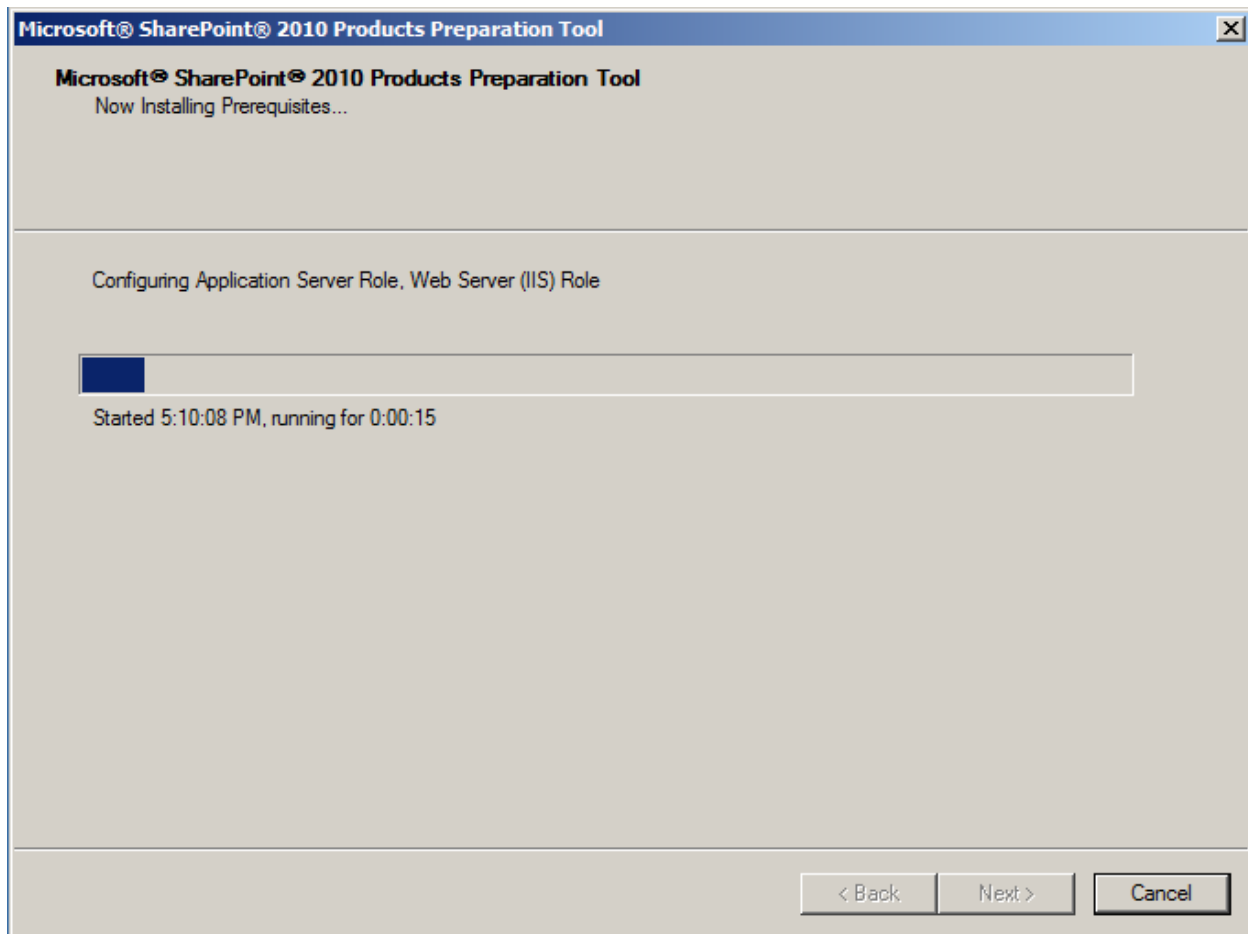 Microsoft® SharePoint® 2010 Products Preparation Tool
Microsoft® SharePoint® 2010 Products Preparation Tool
Now Installing Prerequisites...
Configuring Application Server Role, Web Server (IIS) Role
Started 5:10:08 PM, running for 0:00:15
< Back Next > Cancel